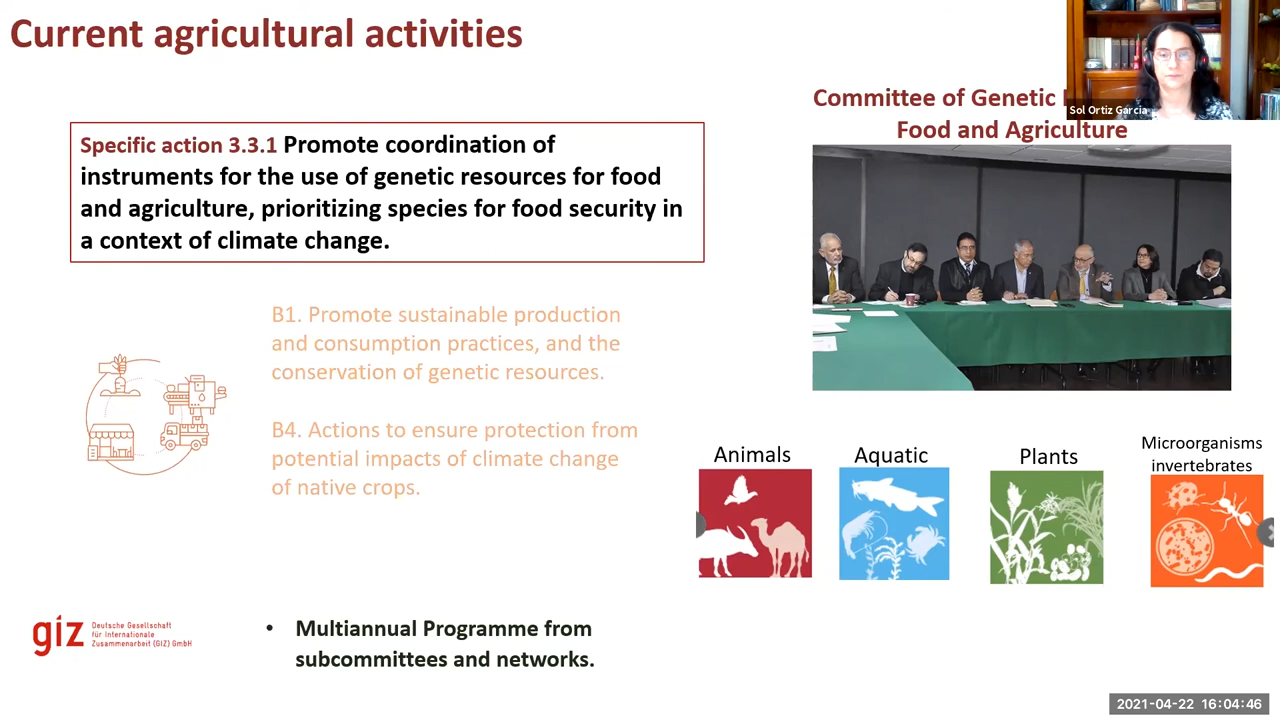 Current agricultural activities
Sol Ortiz Garcia
Committee of Genetic
Food and Agriculture
Specific action 3.3.1 Promote coordination of
instruments for the use of genetic resources for food
and agriculture, prioritizing species for food security in
a context of climate change.
B1. Promote sustainable production
and consumption practices, and the
conservation of genetic resources.
B4. Actions to ensure protection from
potential impacts of climate change
of native crops.
Animals
Aquatic
Plants
Microorganisms
invertebrates
giz
Deutsche Gesellschaft
für Internationale
Zusammenarbeit (GIZ) GmbH
• Multiannual Programme from
subcommittees and networks.
2021-04-22 16:04:46